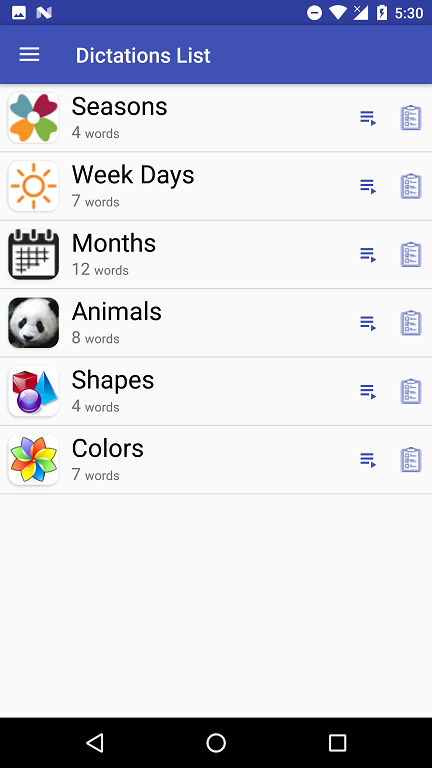 5:30
Dictations List
Seasons
4 words
Week Days
7 words
Months
12 words
Animals
8 words
Shapes
4 words
Colors
7 words